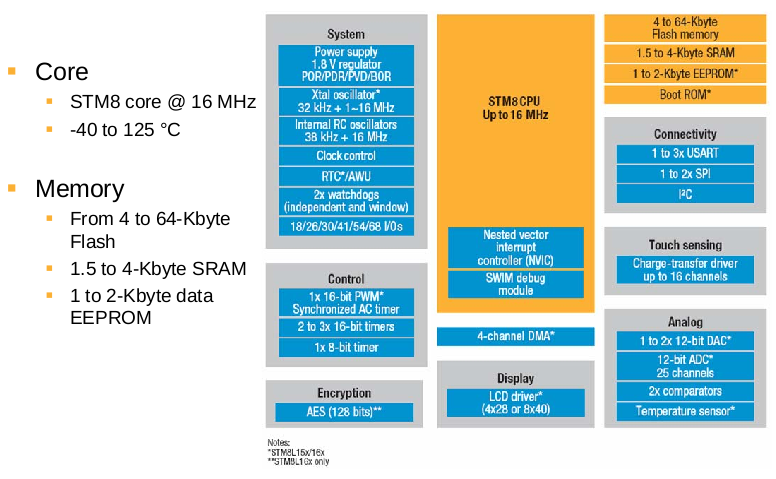 Core
STM8 core @ 16 MHz
-40 to 125 °C
Memory
From 4 to 64-Kbyte
Flash
1.5 to 4-Kbyte SRAM
1 to 2-Kbyte data
EEPROM
System
Power supply
1.8 V regulator
POR/PDR/PVD/BOR
Xtal oscillator*
32 kHz + 1~16 MHz
Internal RC oscillators
38 kHz + 16 MHz
Clock control
RTC*/AWU
2x watchdogs
(independent and window)
18/26/30/41/54/68 I/Os
Control
1x 16-bit PWM*
Synchronized AC timer
2 to 3x 16-bit timers
1x 8-bit timer
Encryption
AES (128 bits)**
STM8 CPU
Up to 16 MHz
Nested vector
interrupt
controller (NVIC)
SWIM debug
module
4-channel DMA*
Display
LCD driver*
(4x28 or 8x40)
4 to 64-Kbyte
Flash memory
1.5 to 4-Kbyte SRAM
1 to 2-Kbyte EEPROM*
Boot ROM*
Connectivity
1 to 3x USART
1 to 2x SPI
I²C
Touch sensing
Charge-transfer driver
up to 16 channels
Analog
1 to 2x 12-bit DAC*
12-bit ADC*
25 channels
2x comparators
Temperature sensor*
Notes:
*STM8L15x/16x
**STM8L16x only